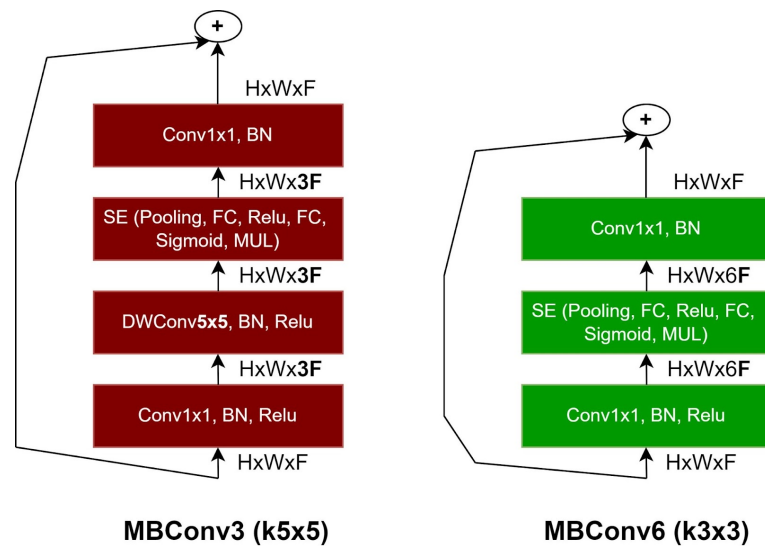 +
HxWxF
Conv1x1, BN
HxWx3F
SE (Pooling, FC, Relu, FC,
Sigmoid, MUL)
HxWx3F
DWConv5x5, BN, Relu
HxWx3F
Conv1x1, BN, Relu
HxWxF
MBConv3 (k5x5)
+
HxWxF
Conv1x1, BN
HxWx6F
SE (Pooling, FC, Relu, FC,
Sigmoid, MUL)
HxWx6F
Conv1x1, BN, Relu
HxWxF
MBConv6 (k3x3)